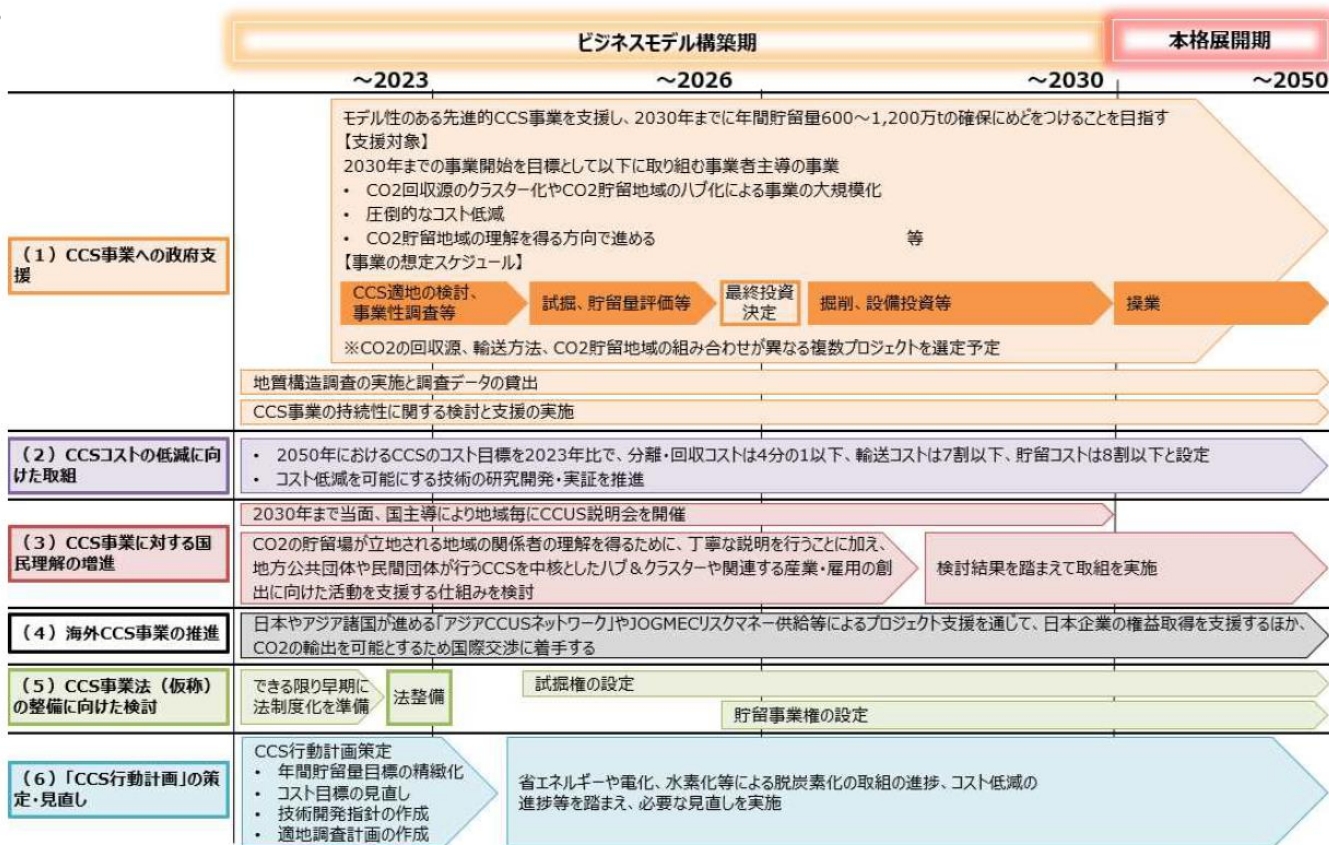 ビジネスモデル構築期
本格展開期
～2023
～2026
～2030
～2050
（1）CCS事業への政府支
援
モデル性のある先進的CCS事業を支援し、2030年までに年間貯留量600～1,200万tの確保にめどをつけることを目指す
【支援対象】
2030年までの事業開始を目標として以下に取り組む事業者主導の事業
• CO2回収源のクラスター化やCO2貯留地域のハブ化による事業の大規模化
• 圧倒的なコスト低減
• CO2貯留地域の理解を得る方向で進める 等
【事業の想定スケジュール】
CCS適地の検討、
事業性調査等
試掘、貯留量評価等
最終投資
決定
掘削、設備投資等
操業
※CO2の回収源、輸送方法、CO2貯留地域の組み合わせが異なる複数プロジェクトを選定予定
地質構造調査の実施と調査データの貸出
CCS事業の持続性に関する検討と支援の実施
（2）CCSコストの低減に向
けた取組
• 2050年におけるCCSのコスト目標を2023年比で、分離・回収コストは4分の1以下、輸送コストは7割以下、貯留コストは8割以下と設定
• コスト低減を可能にする技術の研究開発・実証を推進
（3）CCS事業に対する国
民理解の増進
2030年まで当面、国主導により地域毎にCCUS説明会を開催
CO2の貯留場が立地される地域の関係者の理解を得るために、丁寧な説明を行うことに加え、
地方公共団体や民間団体が行うCCSを中核としたハブ＆クラスターや関連する産業・雇用の創
出に向けた活動を支援する仕組みを検討
検討結果を踏まえて取組を実施
（4）海外CCS事業の推進
日本やアジア諸国が進める「アジアCCUSネットワーク」やJOGMECリスクマネー供給等によるプロジェクト支援を通じて、日本企業の権益取得を支援するほか、
CO2の輸出を可能とするため国際交渉に着手する
（5）CCS事業法（仮称）
の整備に向けた検討
できる限り早期に
法制度化を準備
法整備
試掘権の設定
貯留事業権の設定
（6）「CCS行動計画」の策
定・見直し
CCS行動計画策定
• 年間貯留量目標の精緻化
• コスト目標の見直し
• 技術開発指針の作成
• 適地調査計画の作成
省エネルギーや電化、水素化等による脱炭素化の取組の進捗、コスト低減の
進捗等を踏まえ、必要な見直しを実施